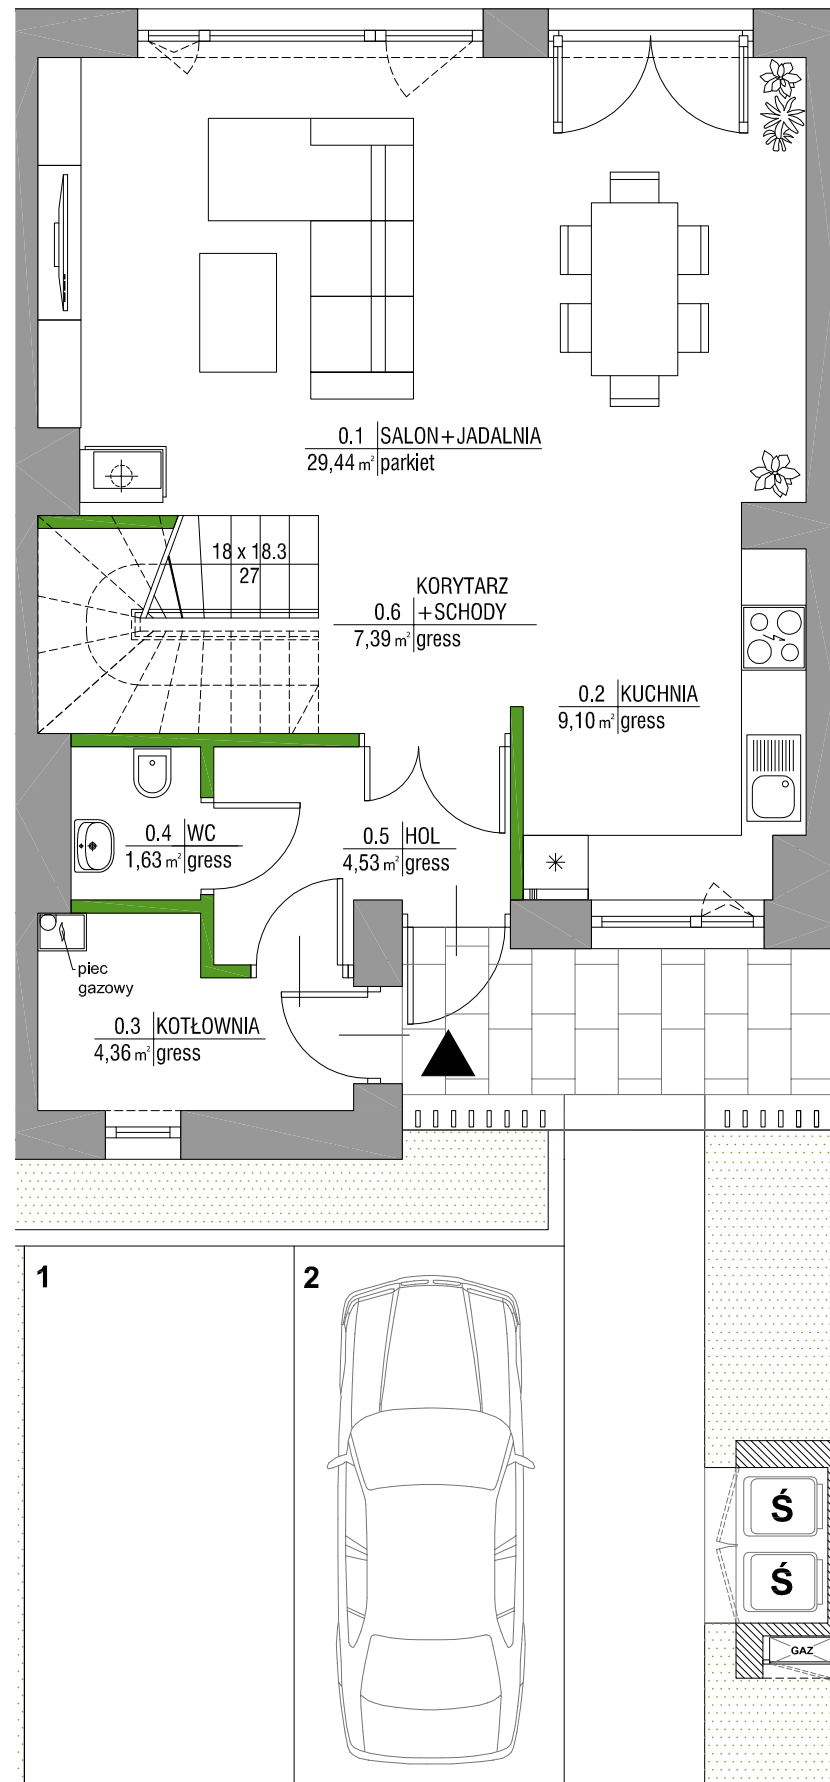 0.1 SALON+JADALNIA
29,44 m² parkiet
18 x 18.3
27
KORYTARZ
0.6 +SCHODY
7,39 m² gress
0.2 KUCHNIA
9,10 m² gress
0.4 WC
1,63 m² gress
0.5 HOL
4,53 m² gress
piec
gazowy
0.3 KOTŁOWNIA
4,36 m² gress
1
2
Ś
Ś
GAZ